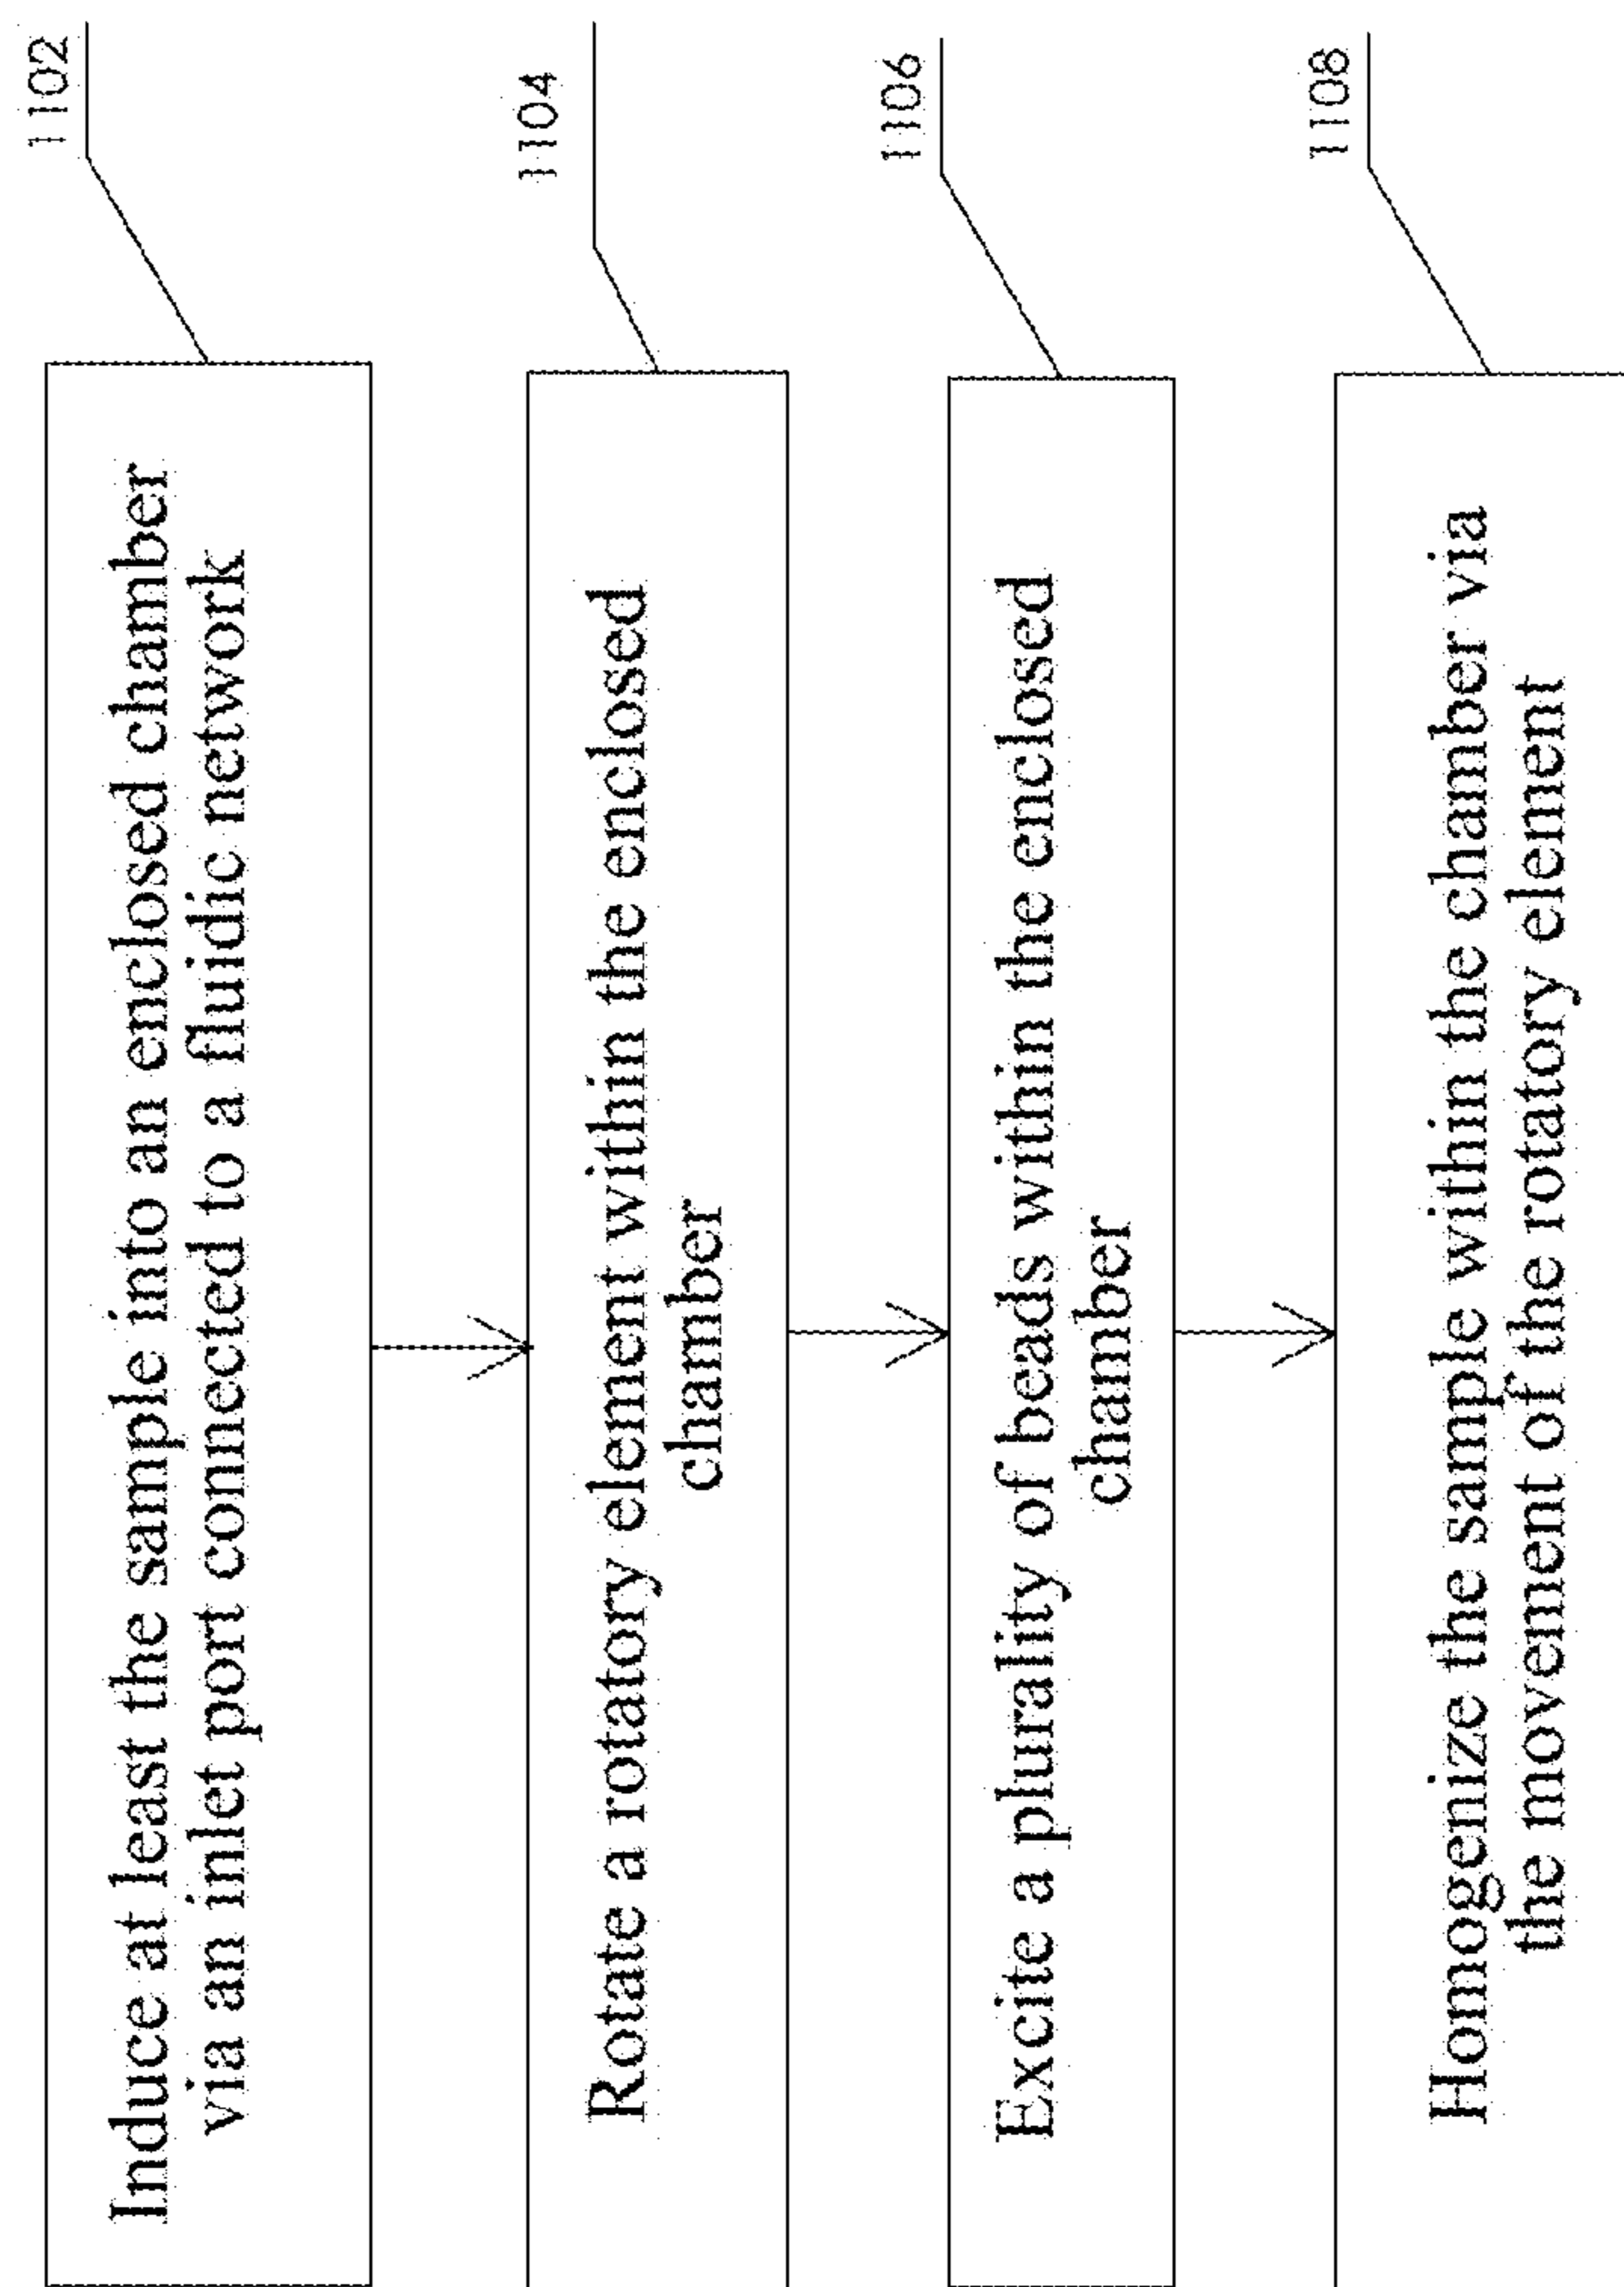 1102
Induce at least the sample into an enclosed chamber
via an inlet port connected to a fluidic network
1104
Rotate a rotatory element within the enclosed
chamber
1106
Excite a plurality of beads within the enclosed
chamber
1108
Homogenize the sample within the chamber via
the movement of the rotatory element